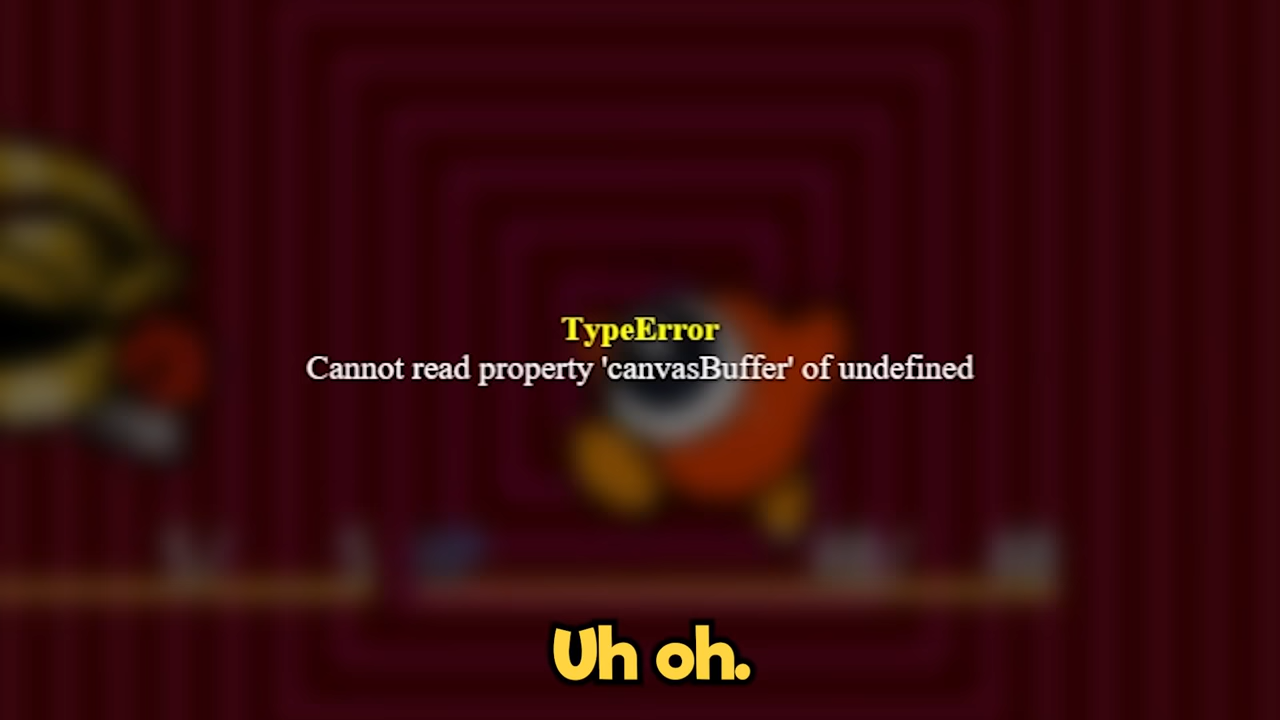 TypeError
Cannot read property 'canvasBuffer' of undefined
Uh oh.